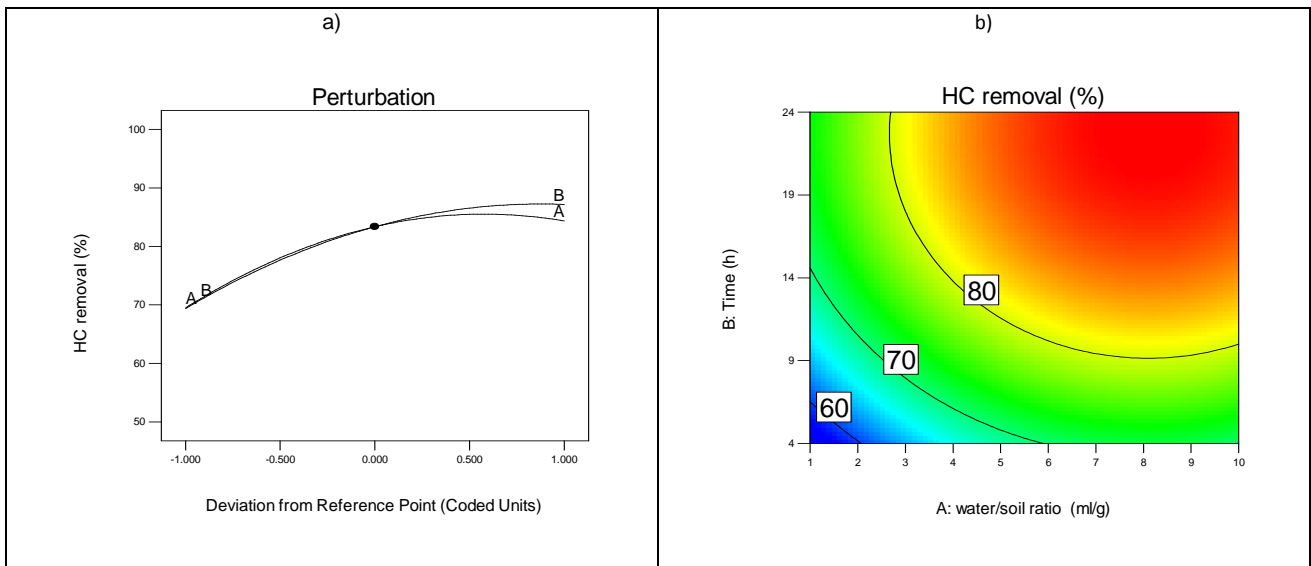 a)
Perturbation
100
90
80
70
60
50
HC removal (%)
A
B
B
A
-1.000
-0.500
0.000
0.500
1.000
Deviation from Reference Point (Coded Units)
b)
HC removal (%)
24
19
14
9
4
B: Time (h)
80
70
60
1
2
3
4
5
6
7
8
9
10
A: water/soil ratio (ml/g)